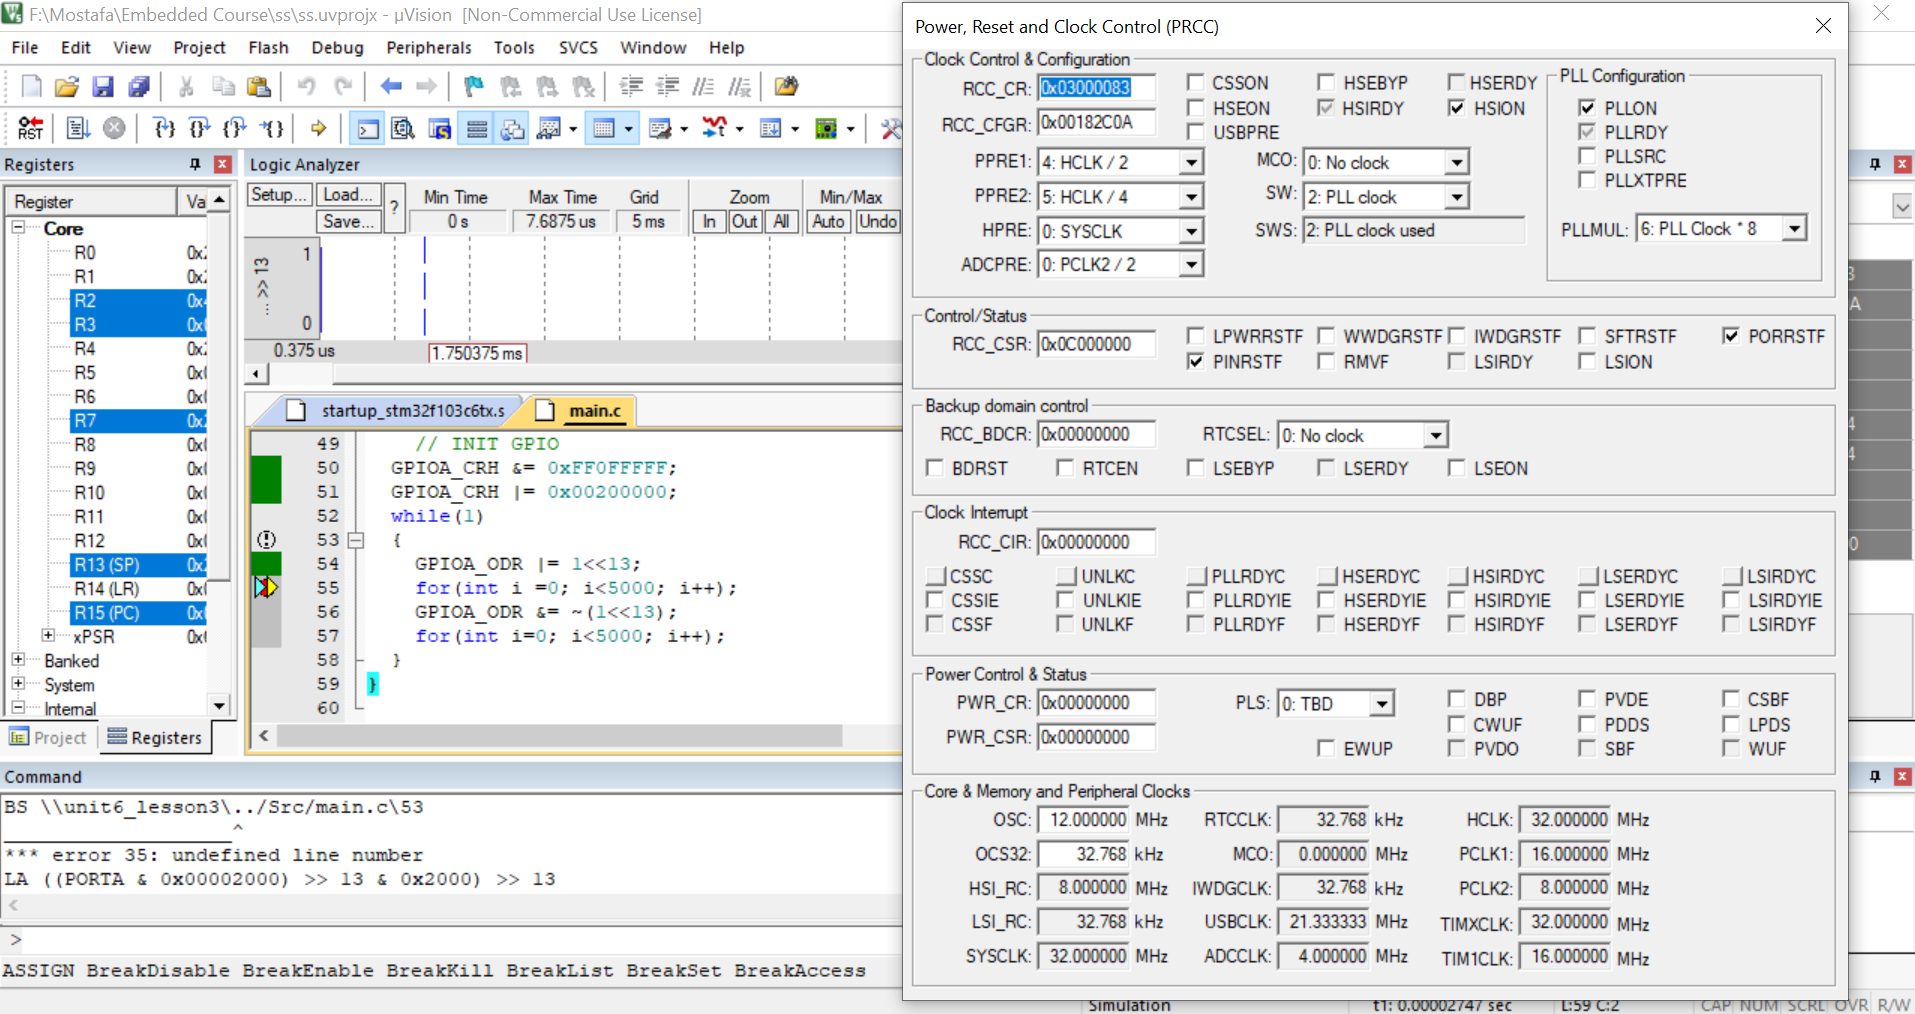 F:\Mostafa\Embedded Course\ss\ss.uvprojx - µVision  [Non-Commercial Use License]
File Edit View Project Flash Debug Peripherals Tools SVCS Window Help
RST
Registers
Register Va
Core
R0 0x2
R1 0x2
R2 0x4
R3 0x(
R4 0x2
R5 0x(
R6 0x(
R7 0x2
R8 0x(
R9 0x(
R10 0x(
R11 0x(
R12 0x(
R13 (SP) 0x2
R14 (LR) 0x(
R15 (PC) 0x(
xPSR 0x(
Banked
System
Internal
Project Registers
Logic Analyzer
Setup... Load... Save... ?
Min Time Max Time Grid Zoom Min/Max
0 s 7.6875 us 5 ms In Out All Auto Undo
1
... >> 13
0
0.375 us 1.750375 ms
startup_stm32f103c6tx.s main.c
49 // INIT GPIO
50 GPIOA_CRH &= 0xFF0FFFFF;
51 GPIOA_CRH |= 0x00200000;
52 while(1)
53 {
54 GPIOA_ODR |= 1<<13;
55 for(int i =0; i<5000; i++);
56 GPIOA_ODR &= ~(1<<13);
57 for(int i=0; i<5000; i++);
58 }
59 }
60
Command
BS \\unit6_lesson3\../Src/main.c\53
^
*** error 35: undefined line number
LA ((PORTA & 0x00002000) >> 13 & 0x2000) >> 13
>
ASSIGN BreakDisable BreakEnable BreakKill BreakList BreakSet BreakAccess
Power, Reset and Clock Control (PRCC)
Clock Control & Configuration
RCC_CR: 0x03000083 CSSON HSEBYP HSERDY
HSEON HSIRDY HSION
RCC_CFGR: 0x00182C0A USBPRE
PPRE1: 4: HCLK / 2 MCO: 0: No clock
PPRE2: 5: HCLK / 4 SW: 2: PLL clock
HPRE: 0: SYSCLK SWS: 2: PLL clock used
ADCPRE: 0: PCLK2 / 2
PLL Configuration
PLLON
PLLRDY
PLLSRC
PLLXTPRE
PLLMUL: 6: PLL Clock * 8
Control/Status
RCC_CSR: 0x0C000000 LPWRRSTF WWDGRSTF IWDGRSTF SFTRSTF PORRSTF
PINRSTF RMVF LSIRDY LSION
Backup domain control
RCC_BDCR: 0x00000000 RTCSEL: 0: No clock
BDRST RTCEN LSEBYP LSERDY LSEON
Clock Interrupt
RCC_CIR: 0x00000000
CSSC UNLKC PLLRDYC HSERDYC HSIRDYC LSERDYC LSIRDYC
CSSIE UNLKIE PLLRDYIE HSERDYIE HSIRDYIE LSERDYIE LSIRDYIE
CSSF UNLKF PLLRDYF HSERDYF HSIRDYF LSERDYF LSIRDYF
Power Control & Status
PWR_CR: 0x00000000 PLS: 0: TBD DBP PVDE CSBF
CWUF PDDS LPDS
PWR_CSR: 0x00000000 EWUP PVDO SBF WUF
Core & Memory and Peripheral Clocks
OSC: 12.000000 MHz RTCCLK: 32.768 kHz HCLK: 32.000000 MHz
OCS32: 32.768 kHz MCO: 0.000000 MHz PCLK1: 16.000000 MHz
HSI_RC: 8.000000 MHz IWDGCLK: 32.768 kHz PCLK2: 8.000000 MHz
LSI_RC: 32.768 kHz USBCLK: 21.333333 MHz TIMXCLK: 32.000000 MHz
SYSCLK: 32.000000 MHz ADCCLK: 4.000000 MHz TIM1CLK: 16.000000 MHz
Simulation t1: 0.00002747 sec L:59 C:2 CAP NUM SCRL OVR R/W